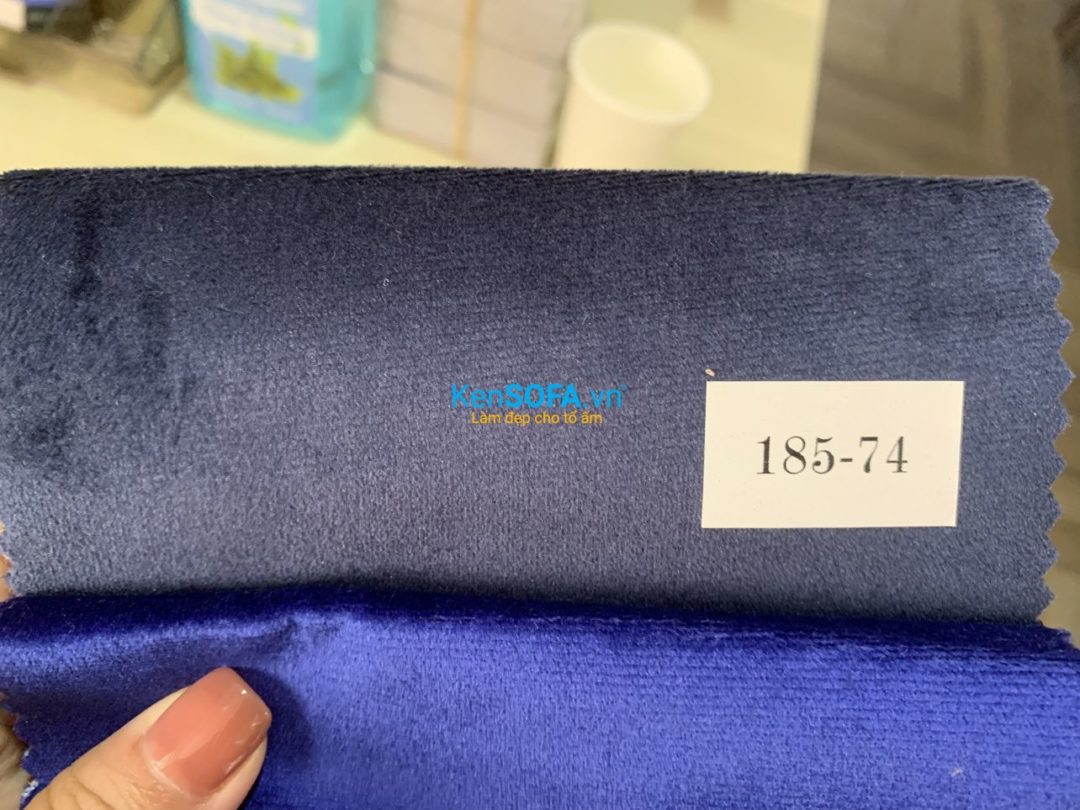 KenSOFA.vn
Làm đẹp cho tổ ấm
185-74